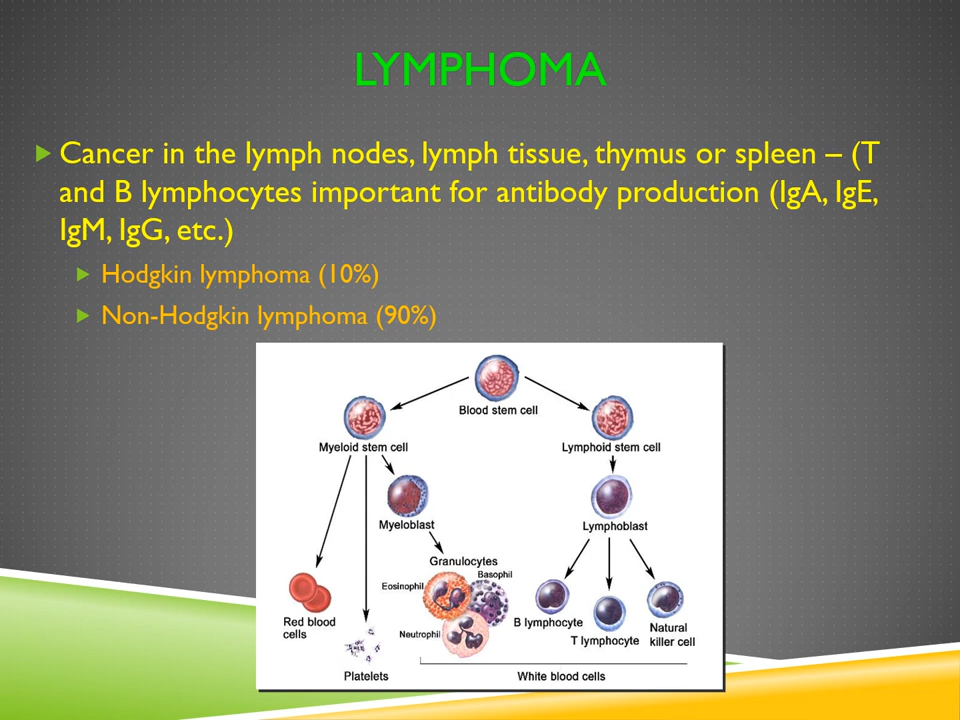 LYMPHOMA
Cancer in the lymph nodes, lymph tissue, thymus or spleen – (T
and B lymphocytes important for antibody production (IgA, IgE,
IgM, IgG, etc.)
Hodgkin lymphoma (10%)
Non-Hodgkin lymphoma (90%)
Blood stem cell
Myeloid stem cell
Lymphoid stem cell
Myeloblast
Lymphoblast
Granulocytes
Eosinophil
Basophil
Neutrophil
Red blood
cells
Platelets
B lymphocyte
T lymphocyte
Natural
killer cell
White blood cells